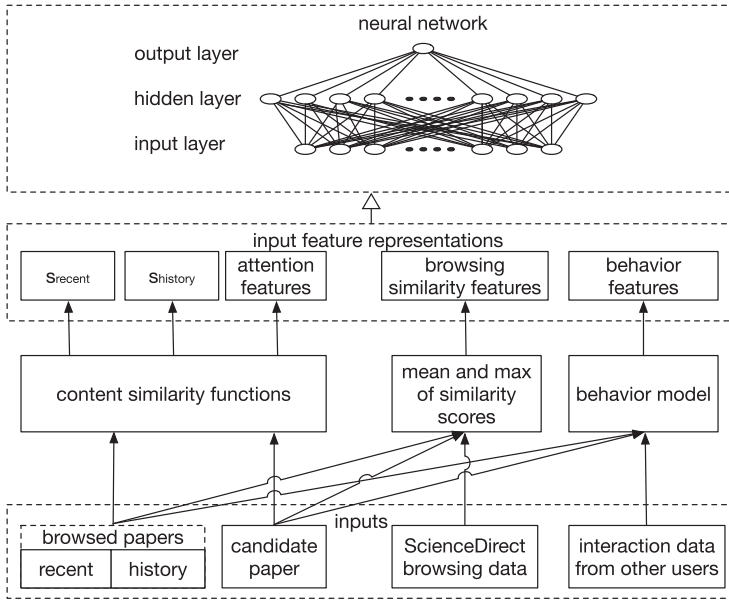 neural network
output layer
hidden layer
input layer
input feature representations
Srecent
Shistory
attention
features
browsing
similarity features
behavior
features
content similarity functions
mean and max
of similarity
scores
behavior model
inputs
browsed papers
recent
history
candidate
paper
ScienceDirect
browsing data
interaction data
from other users